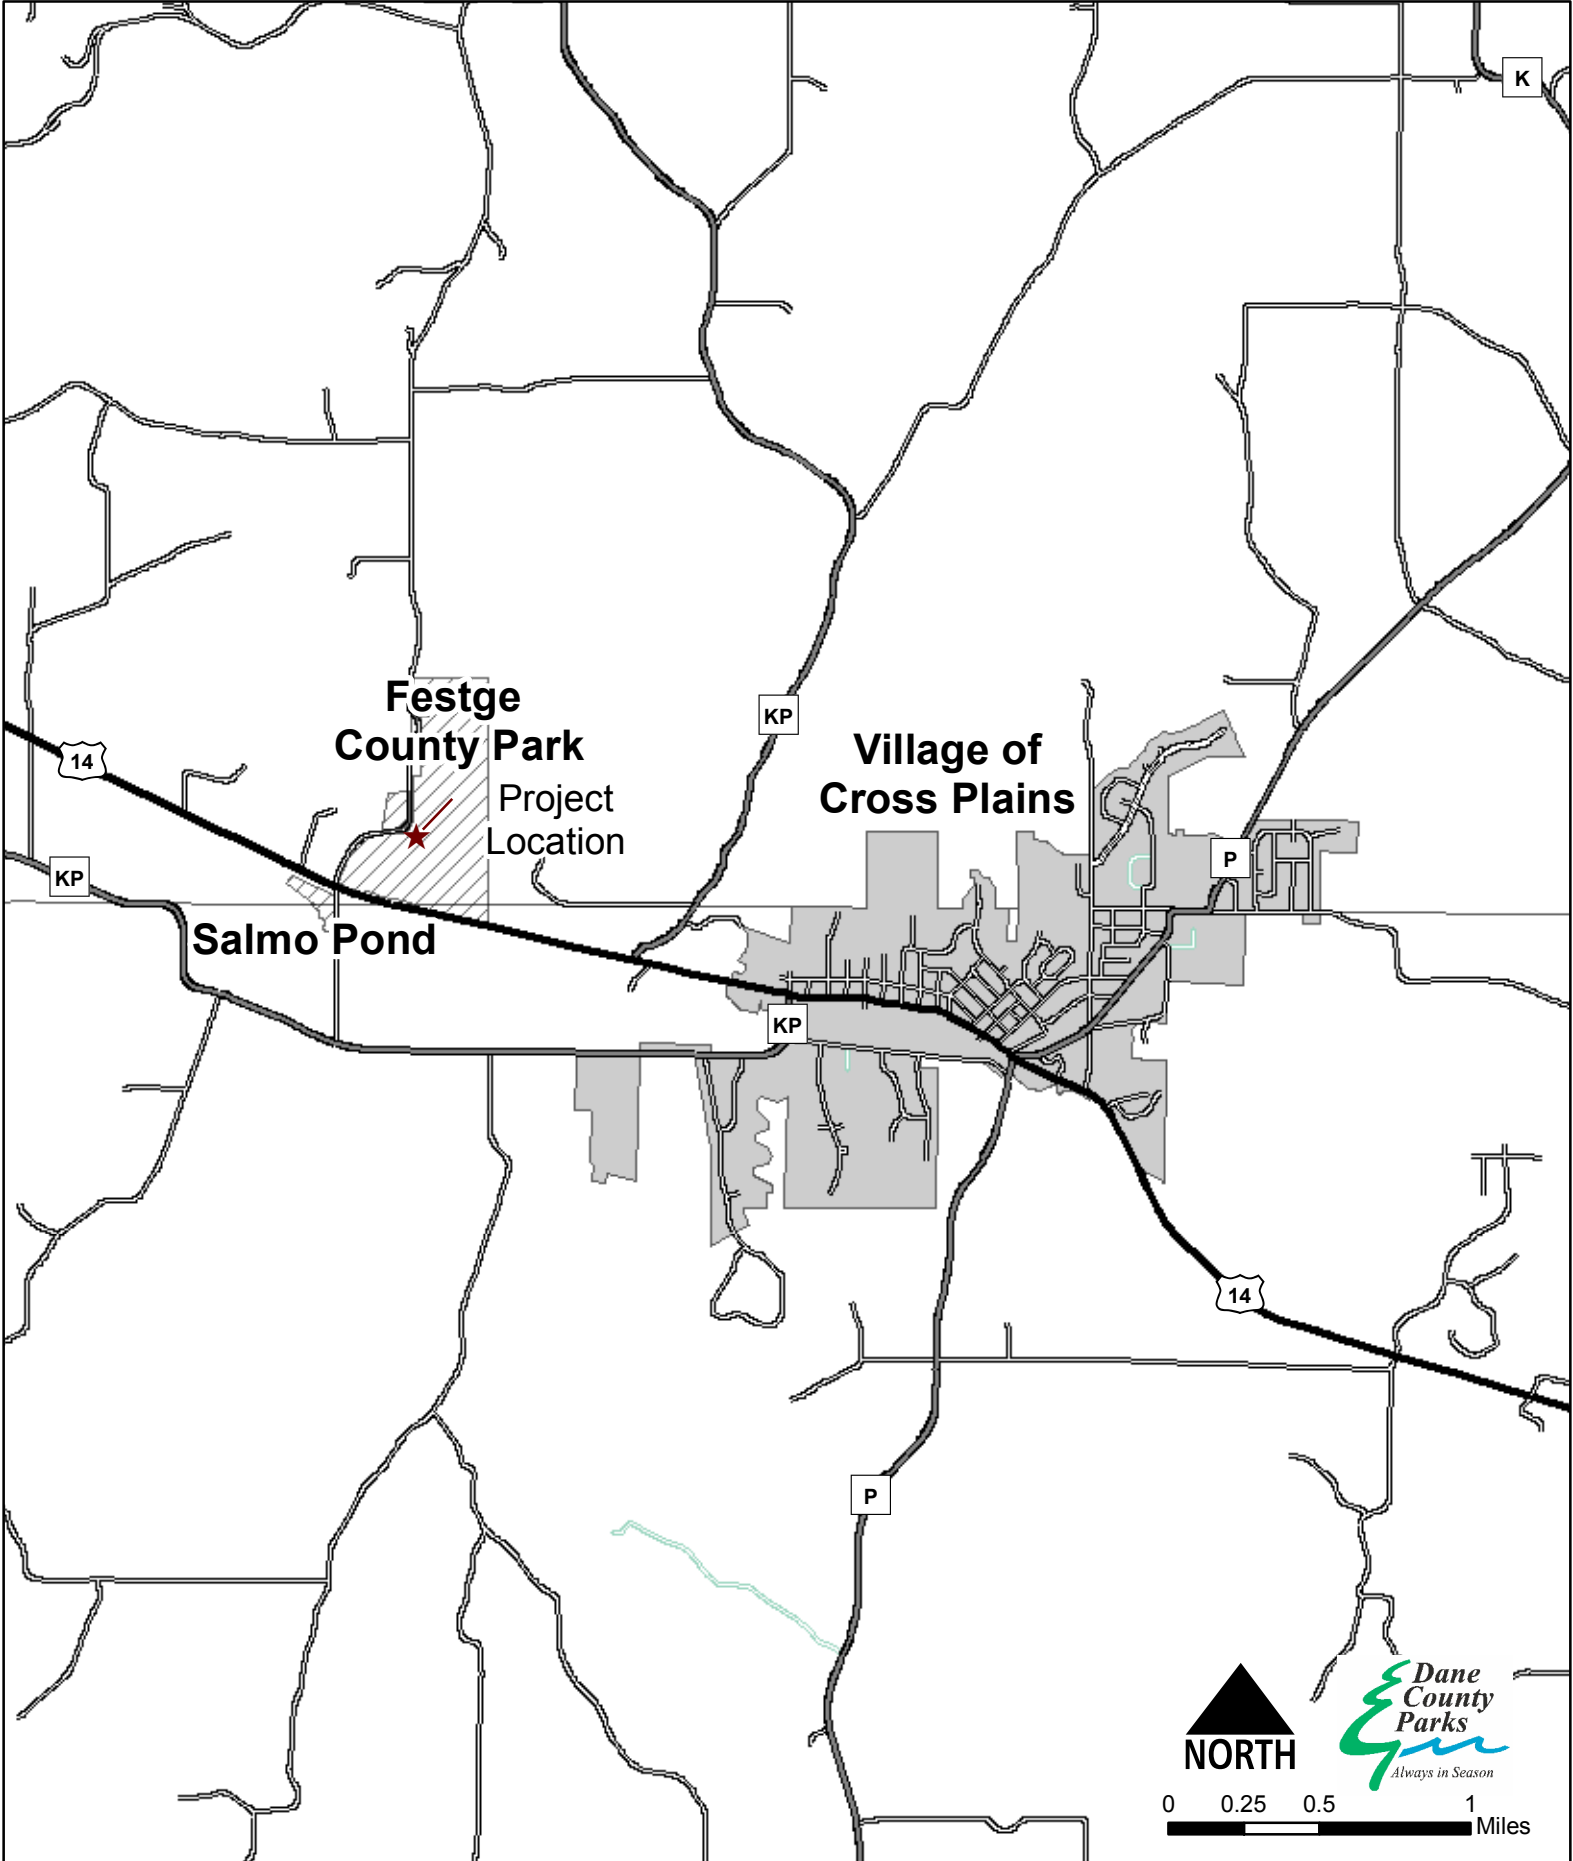 K
Festge
County Park
KP
14
Village of
Cross Plains
Project
Location
P
KP
Salmo Pond
KP
14
P
NORTH
Dane
County
Parks
Always in Season
0 0.25 0.5 1
Miles